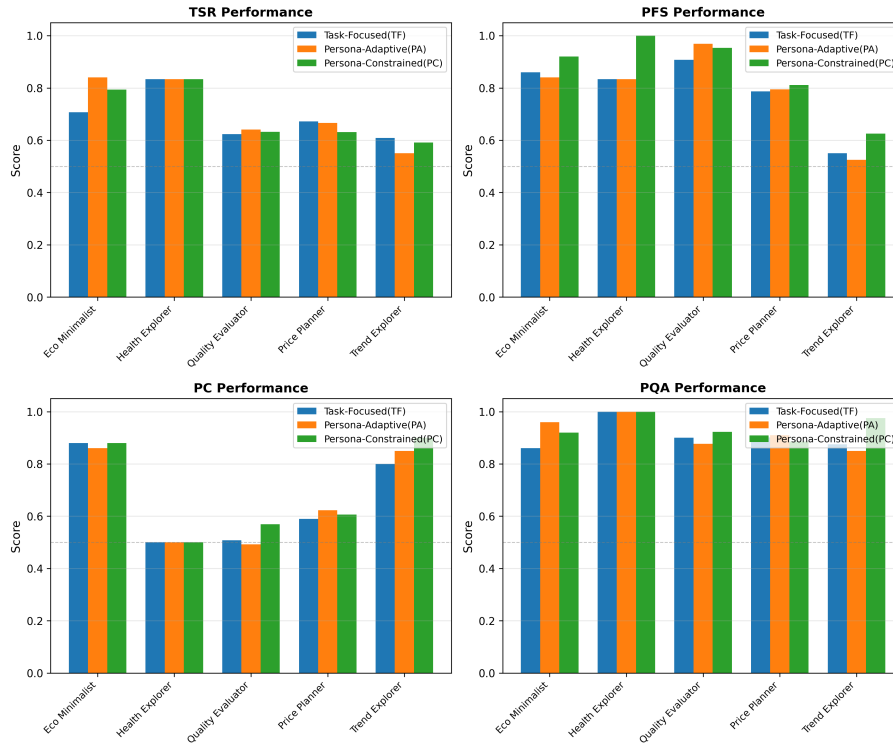 TSR Performance
Score
1.0
0.8
0.6
0.4
0.2
0.0
Task-Focused(TF)
Persona-Adaptive(PA)
Persona-Constrained(PC)
Eco Minimalist
Health Explorer
Quality Evaluator
Price Planner
Trend Explorer
PFS Performance
Score
1.0
0.8
0.6
0.4
0.2
0.0
Task-Focused(TF)
Persona-Adaptive(PA)
Persona-Constrained(PC)
Eco Minimalist
Health Explorer
Quality Evaluator
Price Planner
Trend Explorer
PC Performance
Score
1.0
0.8
0.6
0.4
0.2
0.0
Task-Focused(TF)
Persona-Adaptive(PA)
Persona-Constrained(PC)
Eco Minimalist
Health Explorer
Quality Evaluator
Price Planner
Trend Explorer
PQA Performance
Score
1.0
0.8
0.6
0.4
0.2
0.0
Task-Focused(TF)
Persona-Adaptive(PA)
Persona-Constrained(PC)
Eco Minimalist
Health Explorer
Quality Evaluator
Price Planner
Trend Explorer